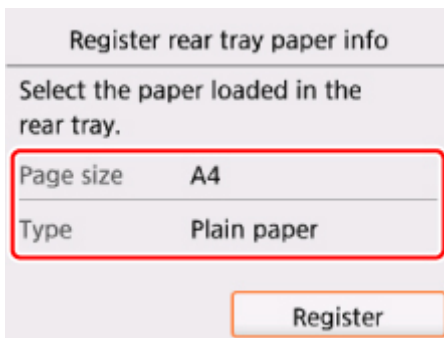 Register rear tray paper info
Select the paper loaded in the
rear tray.
Page size A4
Type Plain paper
Register